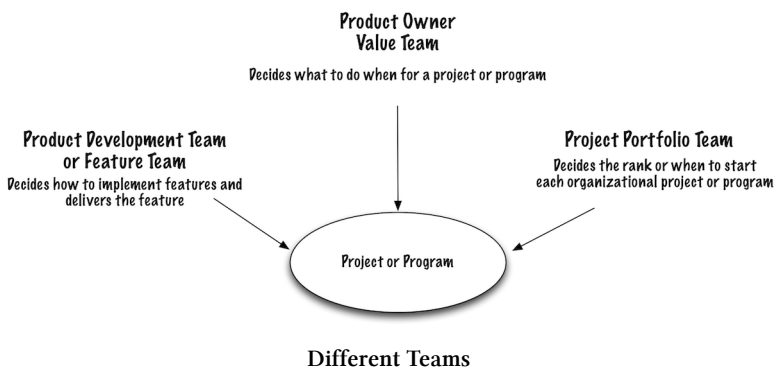 Product Owner
Value Team
Decides what to do when for a project or program
Product Development Team
or Feature Team
Decides how to implement features and
delivers the feature
Project Portfolio Team
Decides the rank or when to start
each organizational project or program
Project or Program
Different Teams